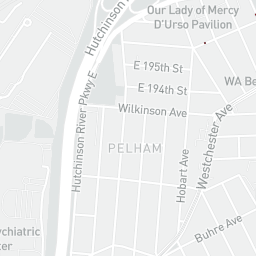 Our Lady of Mercy
D'Urso Pavilion
Hutchinson
E 195th St
E 194th St
WA Be
Wilkinson Ave
Hutchinson River Pkwy E
PELHAM
Hobart Ave
Westchester Ave
Buhre Ave
ychiatric
ter